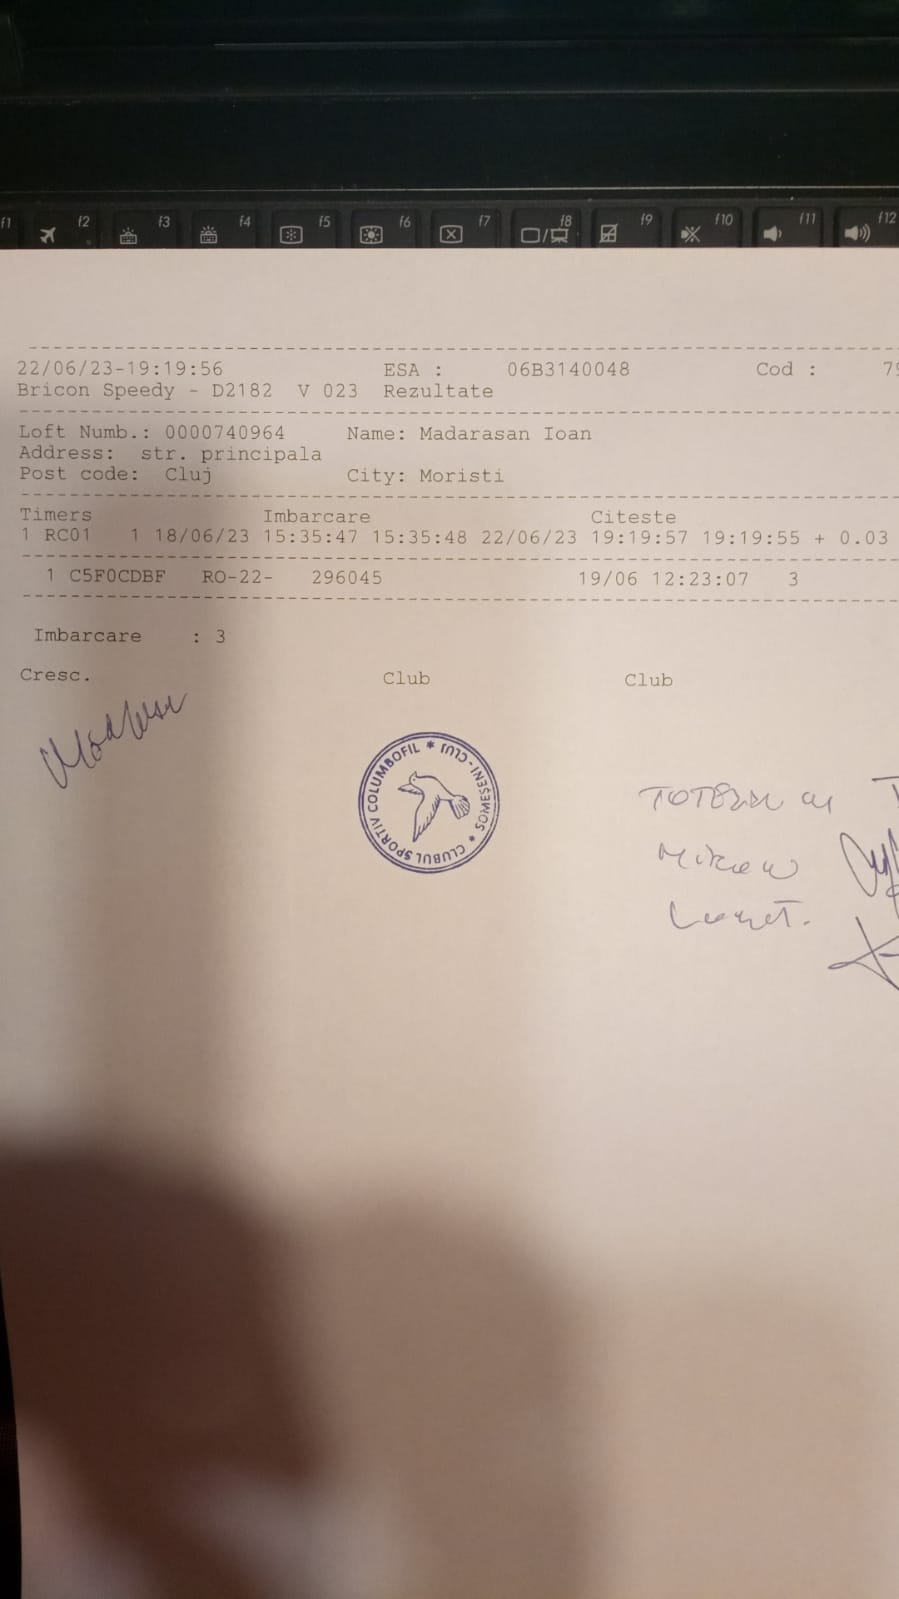 f1 f2 f3 f4 f5 f6 f7 f8 f9 f10 f11 f12
22/06/23-19:19:56 ESA : 06B3140048 Cod : 79
Bricon Speedy - D2182 V 023 Rezultate
Loft Numb.: 0000740964 Name: Madarasan Ioan
Address: str. principala
Post code: Cluj City: Moristi
Timers Imbarcare Citeste
1 RC01 1 18/06/23 15:35:47 15:35:48 22/06/23 19:19:57 19:19:55 + 0.03
1 C5F0CDBF RO-22- 296045 19/06 12:23:07 3
Imbarcare : 3
Cresc. Club Club
CLUBUL SPORTIV COLUMBOFIL * SOMEȘENI-CLUJ *